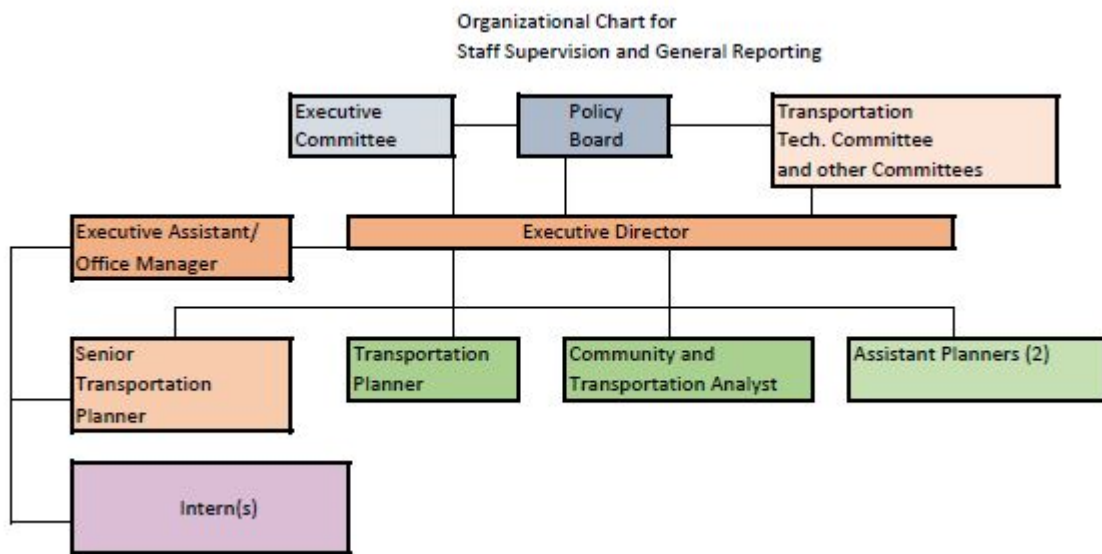 Organizational Chart for
Staff Supervision and General Reporting
Executive
Committee
Policy
Board
Transportation
Tech. Committee
and other Committees
Executive Assistant/
Office Manager
Executive Director
Senior
Transportation
Planner
Transportation
Planner
Community and
Transportation Analyst
Assistant Planners (2)
Intern(s)